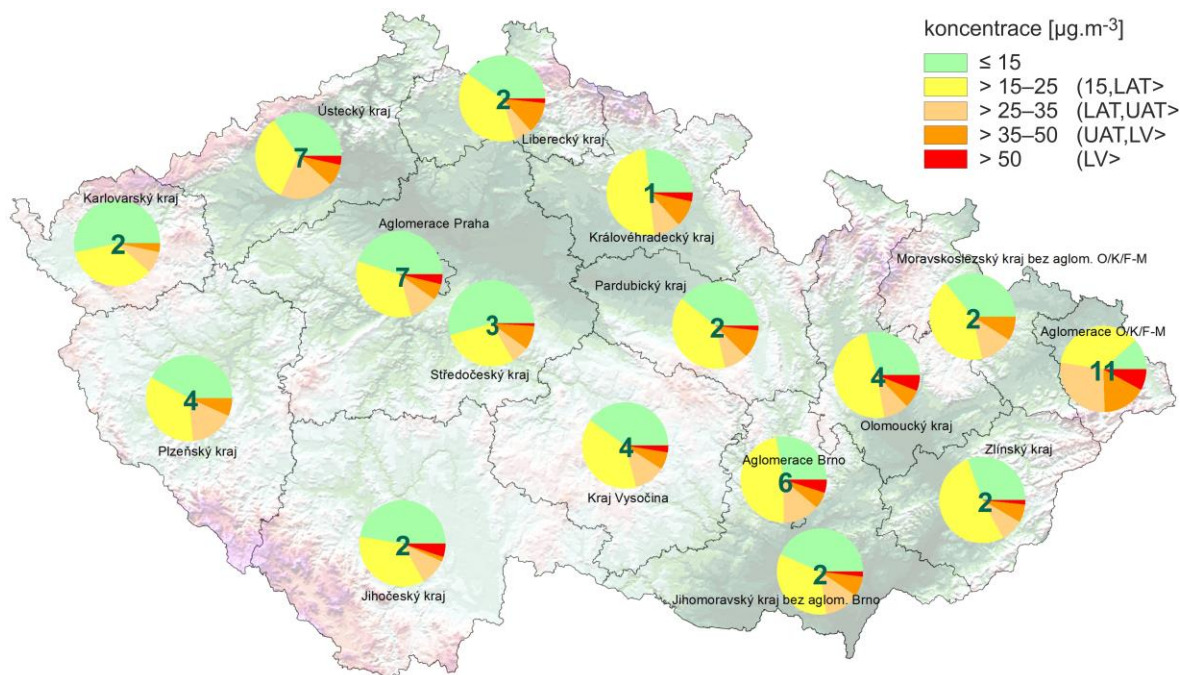 koncentrace [µg.m⁻³]
≤ 15
> 15–25 (15,LAT>
> 25–35 (LAT,UAT>
> 35–50 (UAT,LV>
> 50 (LV>
2
Liberecký kraj
Ústecký kraj
7
Karlovarský kraj
2
1
Královéhradecký kraj
Aglomerace Praha
7
Moravskoslezský kraj bez aglom. O/K/F-M
2
Pardubický kraj
2
3
Středočeský kraj
Aglomerace O/K/F-M
11
4
Olomoucký kraj
4
Plzeňský kraj
4
Kraj Vysočina
Aglomerace Brno
6
Zlínský kraj
2
2
Jihočeský kraj
2
Jihomoravský kraj bez aglom. Brno